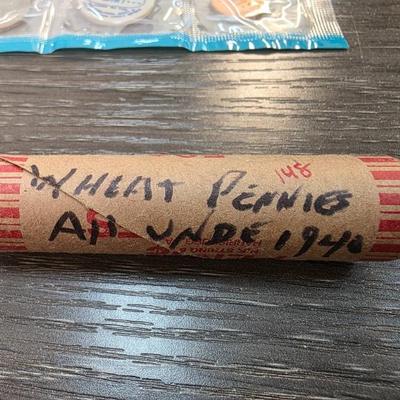 WHEAT PENNIES
148
All UNDE 1940